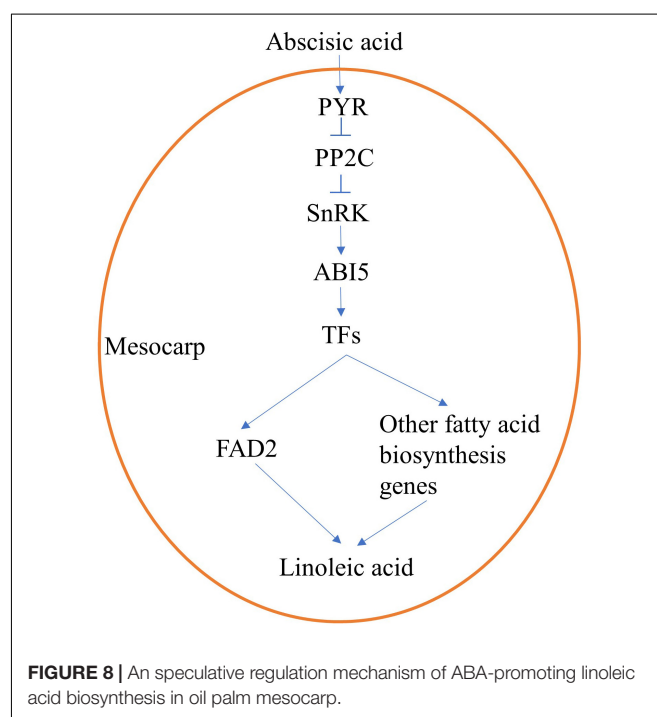 Abscisic acid
PYR
PP2C
SnRK
ABI5
TFs
Mesocarp
FAD2
Other fatty acid
biosynthesis
genes
Linoleic acid
FIGURE 8 | An speculative regulation mechanism of ABA-promoting linoleic
acid biosynthesis in oil palm mesocarp.